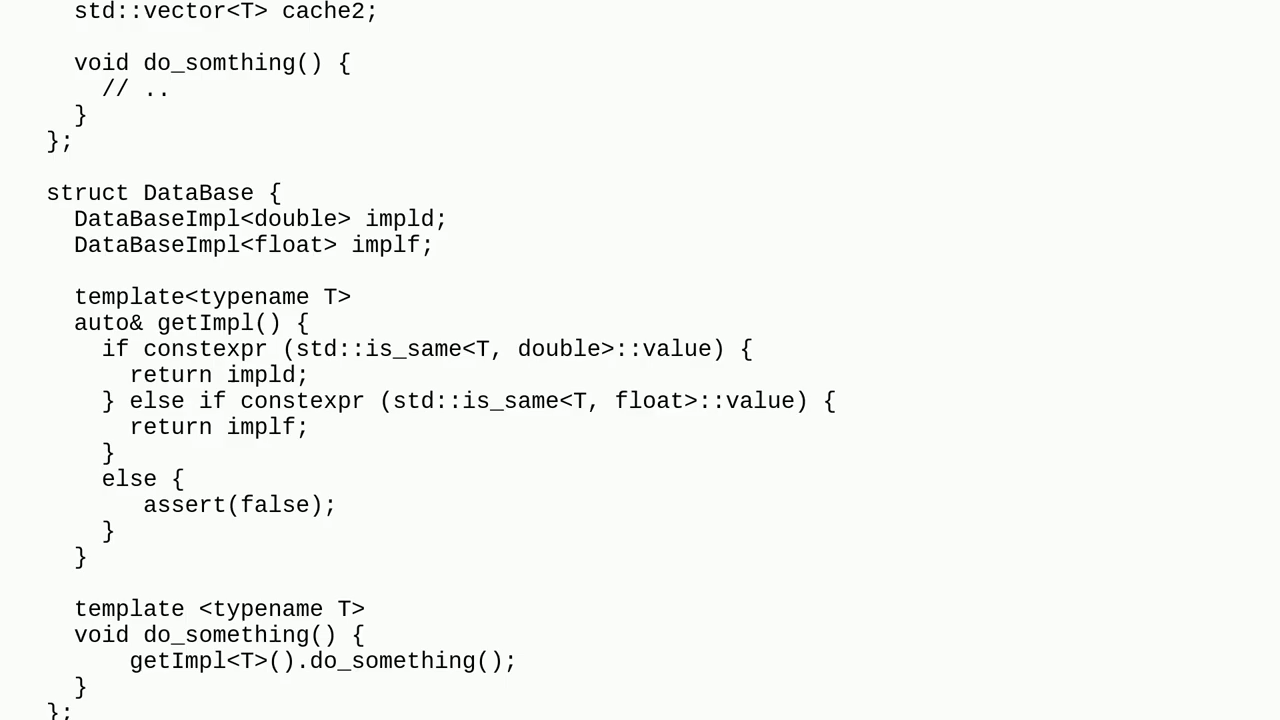 std::vector<T> cache2;

  void do_somthing() {
    // ..
  }
};

struct DataBase {
  DataBaseImpl<double> impld;
  DataBaseImpl<float> implf;

  template<typename T>
  auto& getImpl() {
    if constexpr (std::is_same<T, double>::value) {
      return impld;
    } else if constexpr (std::is_same<T, float>::value) {
      return implf;
    }
    else {
       assert(false);
    }
  }

  template <typename T>
  void do_something() {
      getImpl<T>().do_something();
  }
};